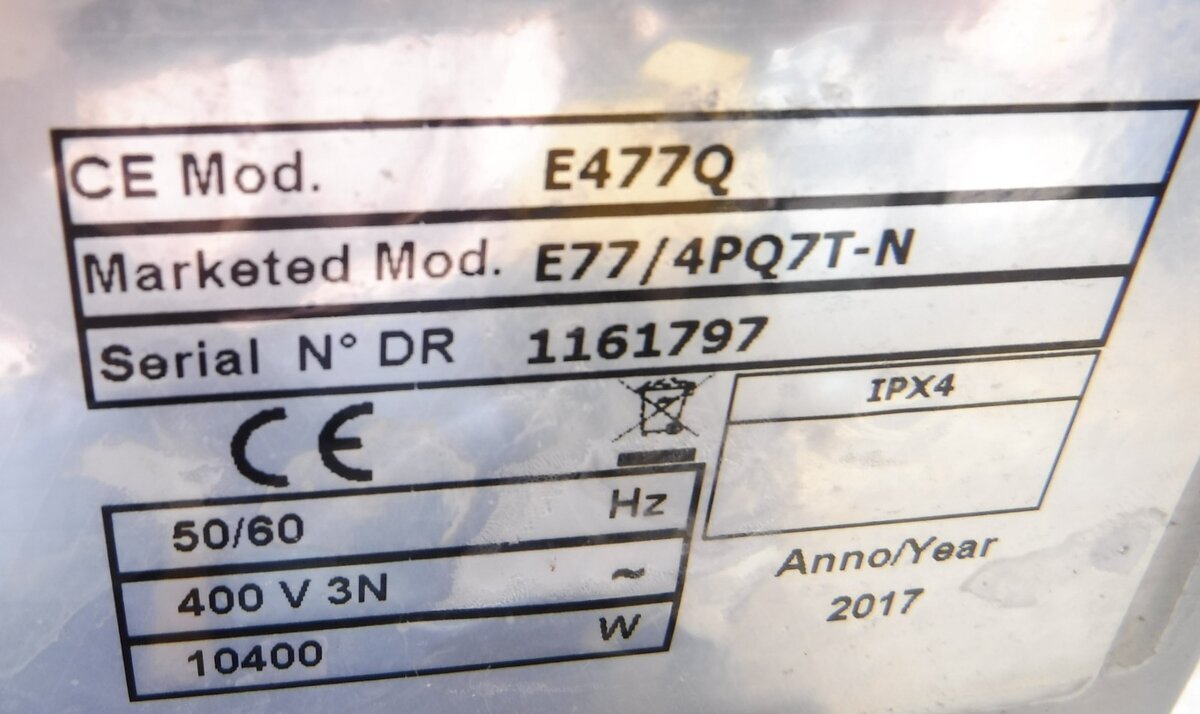 CE Mod. E477Q
Marketed Mod. E77/4PQ7T-N
Serial N° DR 1161797
CE
IPX4
50/60 Hz
400 V 3N ~
10400 W
Anno/Year
2017